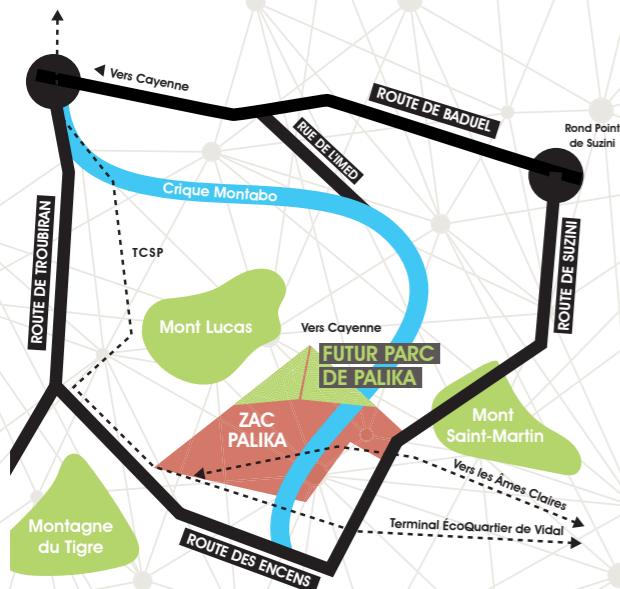 Vers Cayenne
ROUTE DE BADUEL
RUE DE L'IMED
Rond Point
de Suzini
Crique Montabo
ROUTE DE TROUBIRAN
TCSP
ROUTE DE SUZINI
Mont Lucas
Vers Cayenne
FUTUR PARC
DE PALIKA
ZAC
PALIKA
Mont
Saint-Martin
Vers les Âmes Claires
Terminal ÉcoQuartier de Vidal
Montagne
du Tigre
ROUTE DES ENCENS